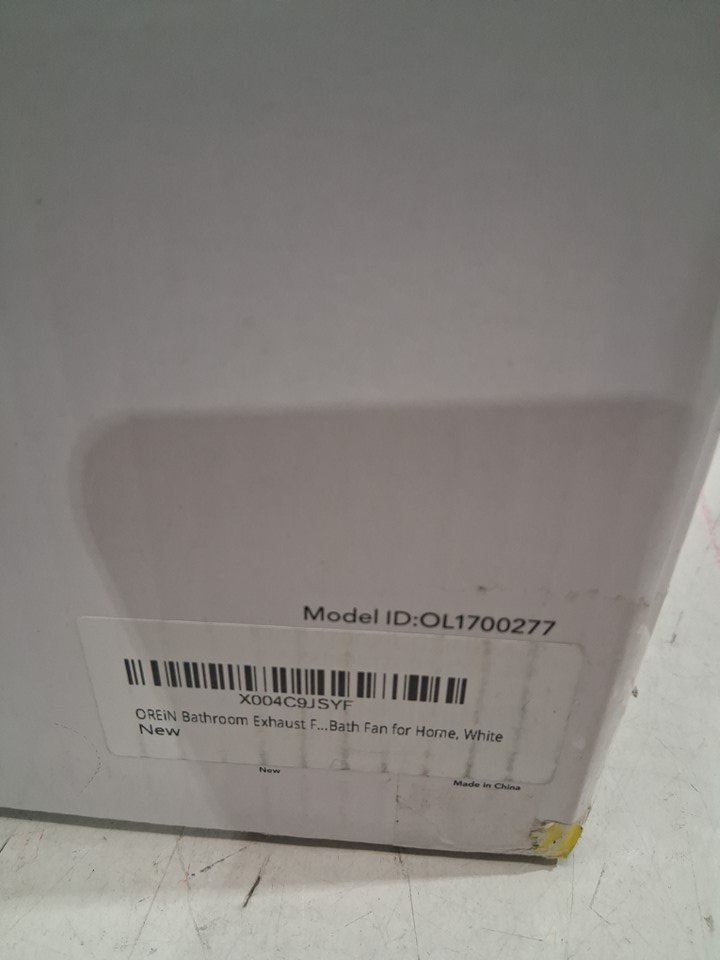 Model ID:OL1700277
X004C9JSYF
OREiN Bathroom Exhaust F...Bath Fan for Home, White
New
New
Made in China